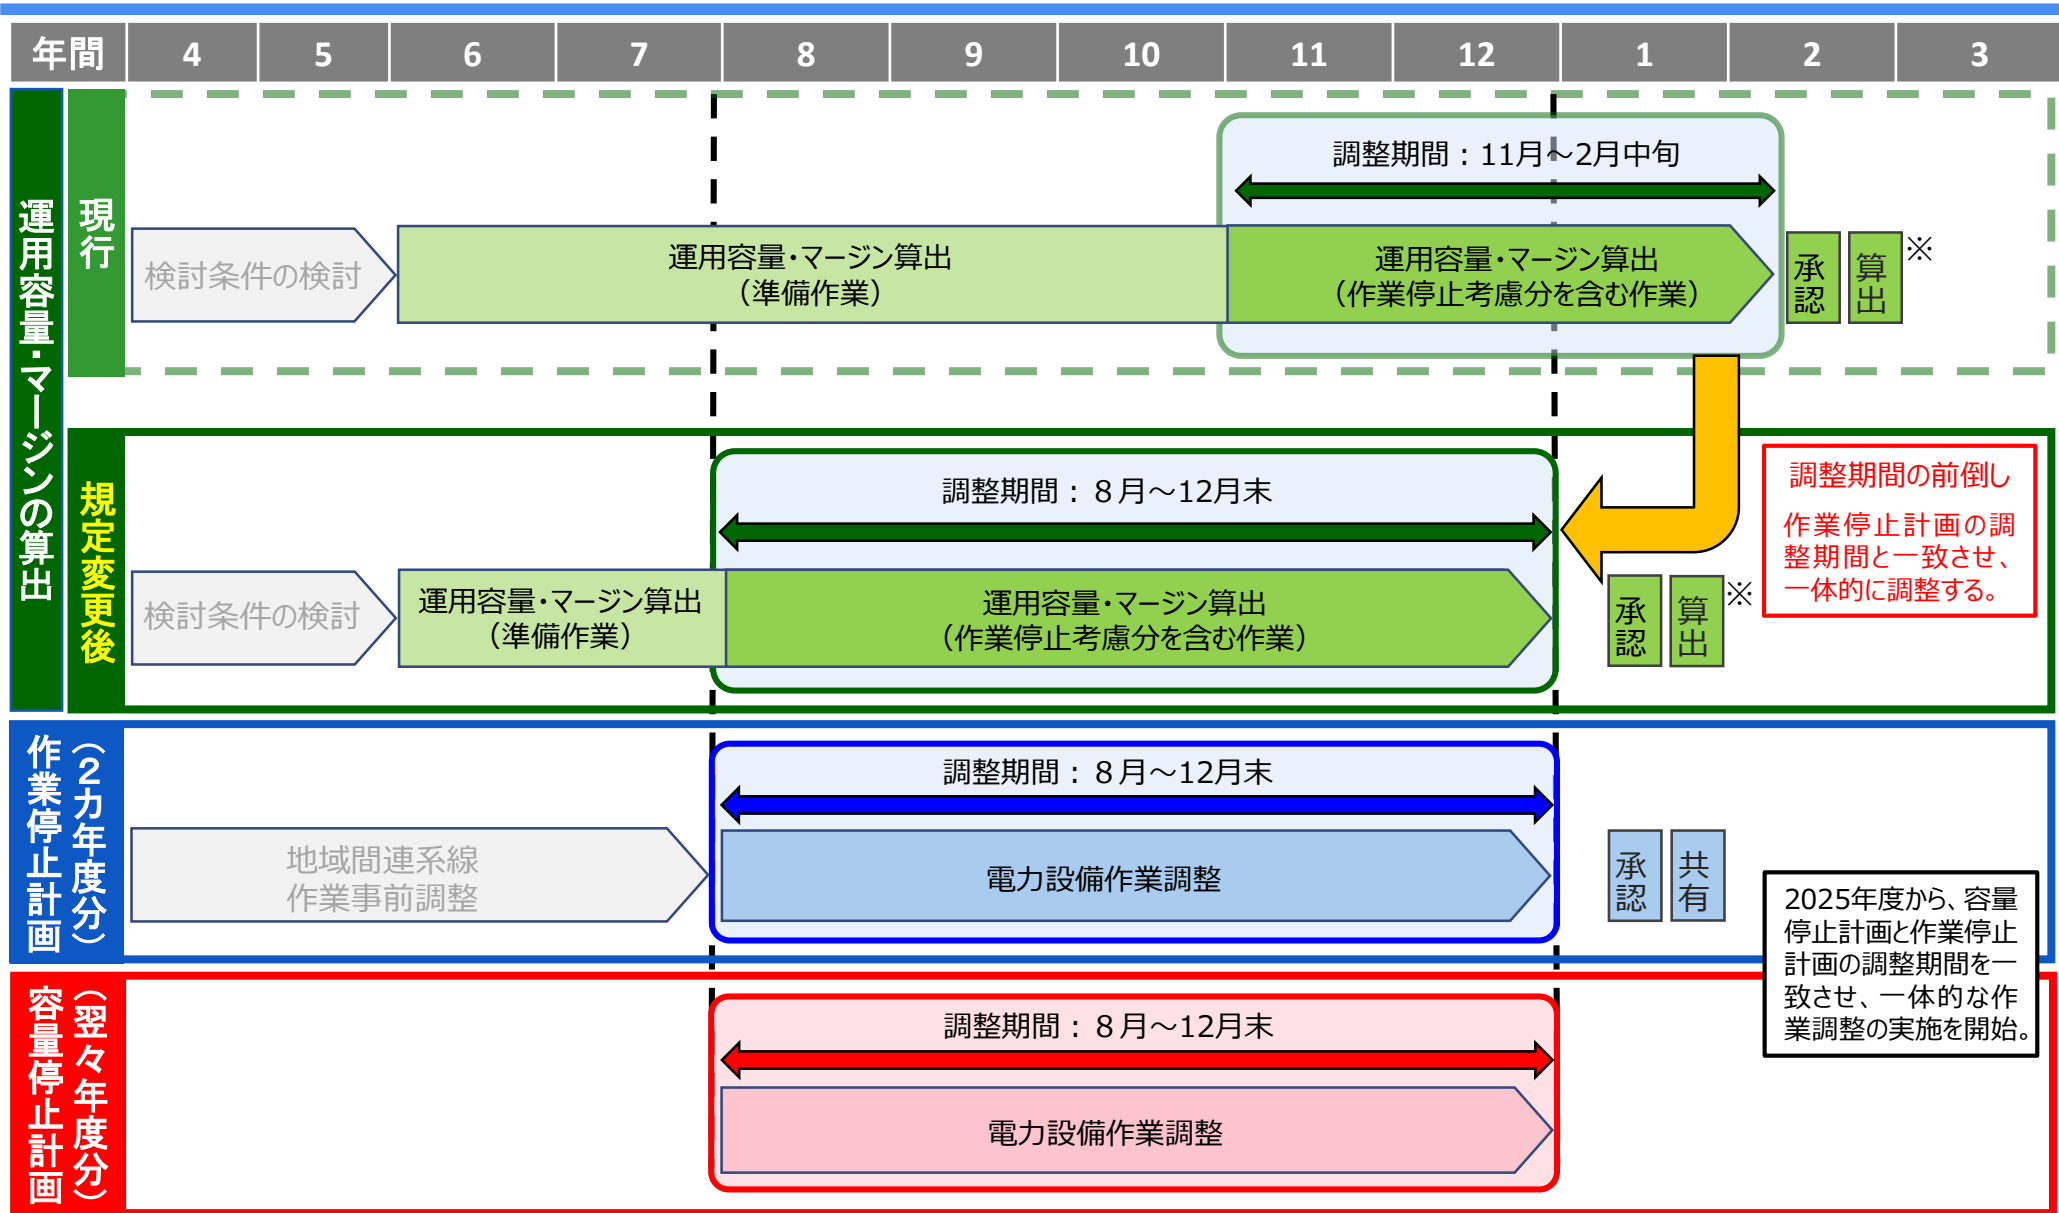 年間 4 5 6 7 8 9 10 11 12 1 2 3
運用容量・マージンの算出
現行
調整期間：11月～2月中旬
検討条件の検討
運用容量・マージン算出
（準備作業）
運用容量・マージン算出
（作業停止考慮分を含む作業）
承認
算出
※
規定変更後
調整期間：８月～12月末
検討条件の検討
運用容量・マージン算出
（準備作業）
運用容量・マージン算出
（作業停止考慮分を含む作業）
承認
算出
※
調整期間の前倒し
作業停止計画の調
整期間と一致させ、
一体的に調整する。
作業停止計画
（２カ年度分）
調整期間：８月～12月末
地域間連系線
作業事前調整
電力設備作業調整
承認
共有
2025年度から、容量
停止計画と作業停止
計画の調整期間を一
致させ、一体的な作
業調整の実施を開始。
容量停止計画
（翌々年度分）
調整期間：８月～12月末
電力設備作業調整